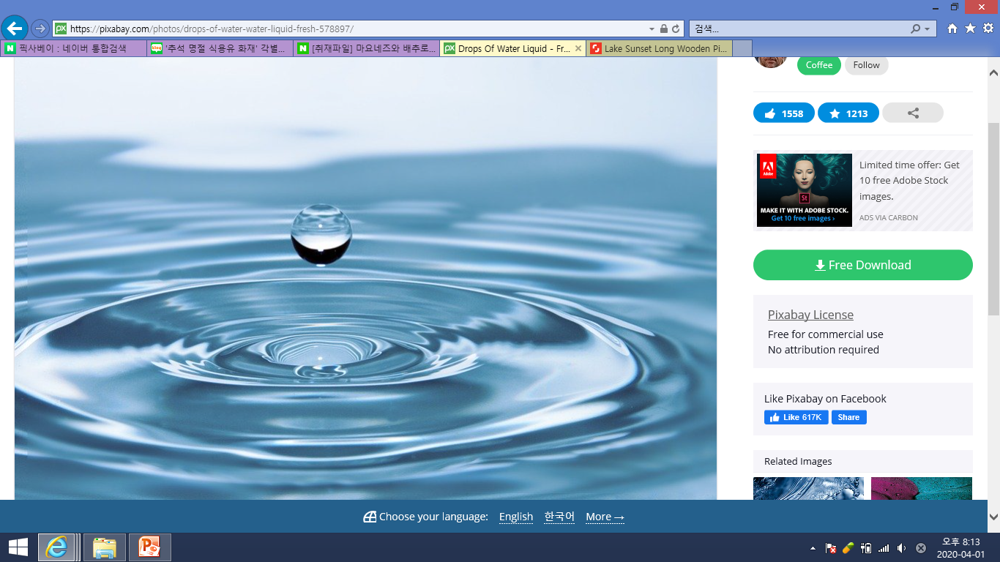 https://pixabay.com/photos/drops-of-water-water-liquid-fresh-578897/
검색...
픽사베이 : 네이버 통합검색
'추석 명절 식용유 화재' 각별...
[취재파일] 마요네즈와 배추로...
Drops Of Water Liquid - Fr...
Lake Sunset Long Wooden Pi...
Coffee
Follow
1558
1213
Adobe
St
MAKE IT WITH ADOBE STOCK.
Get 10 free images ›
Limited time offer: Get
10 free Adobe Stock
images.
ADS VIA CARBON
Free Download
Pixabay License
Free for commercial use
No attribution required
Like Pixabay on Facebook
Like 617K
Share
Related Images
Choose your language: English 한국어 More →
오후 8:13
2020-04-01